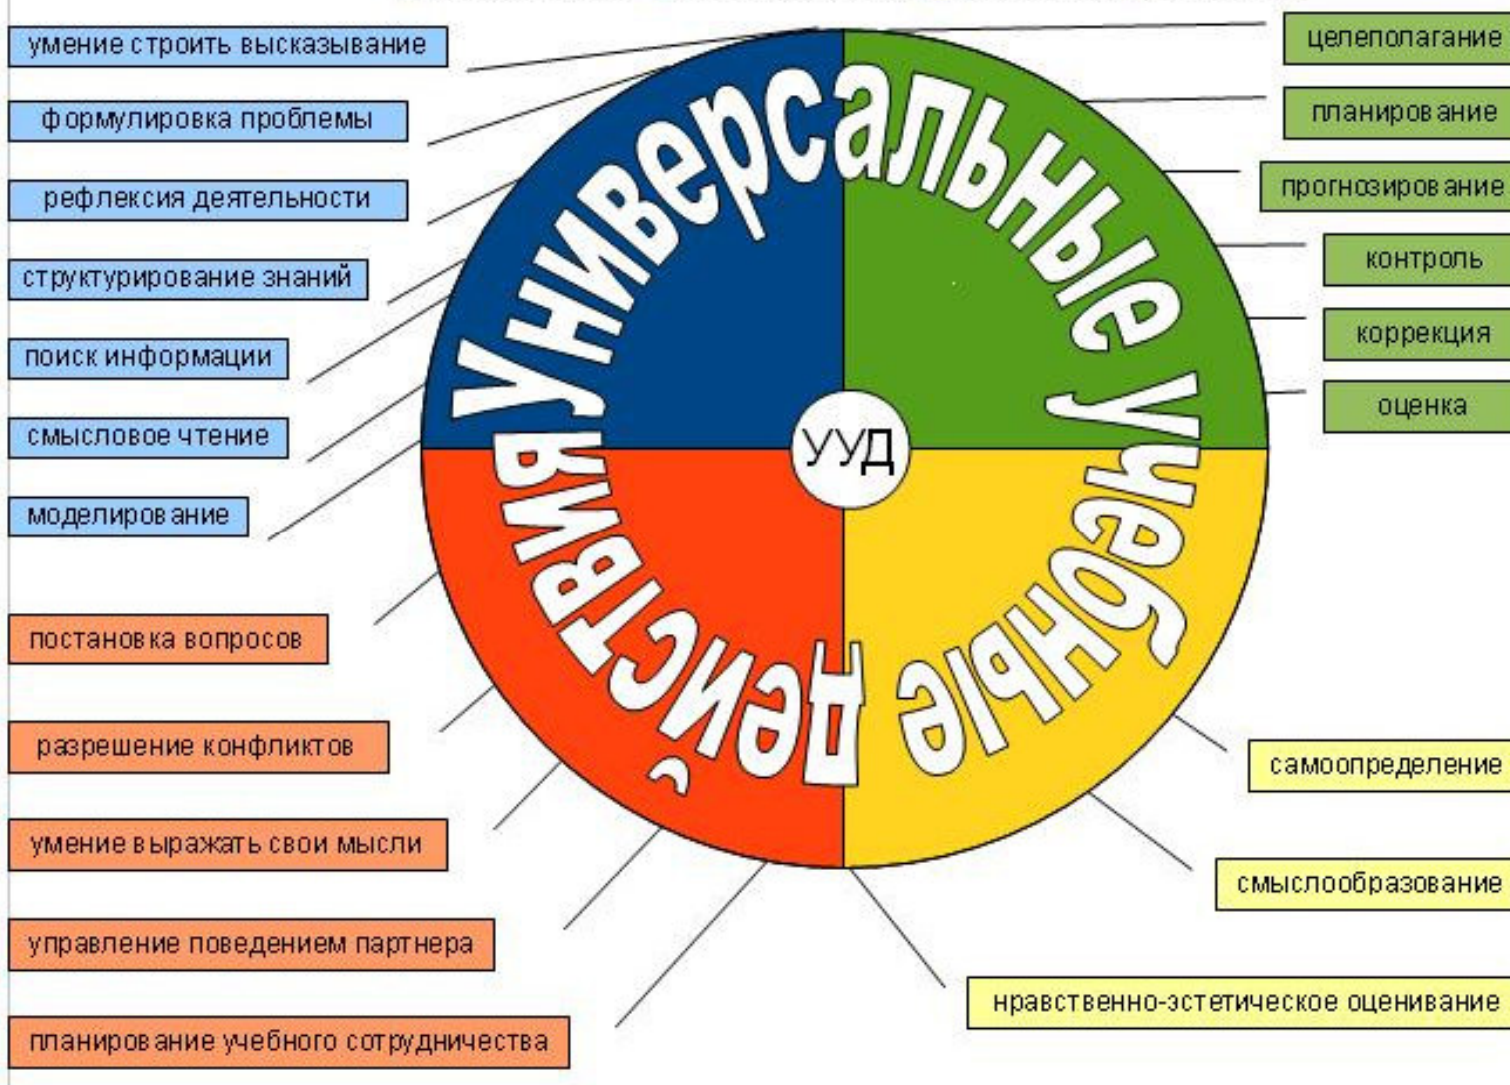 умение строить высказывание
формулировка проблемы
рефлексия деятельности
структурирование знаний
поиск информации
смысловое чтение
моделирование
постановка вопросов
разрешение конфликтов
умение выражать свои мысли
управление поведением партнера
планирование учебного сотрудничества
Универсальные учебные действия
УУД
целеполагание
планирование
прогнозирование
контроль
коррекция
оценка
самоопределение
смыслообразование
нравственно-эстетическое оценивание